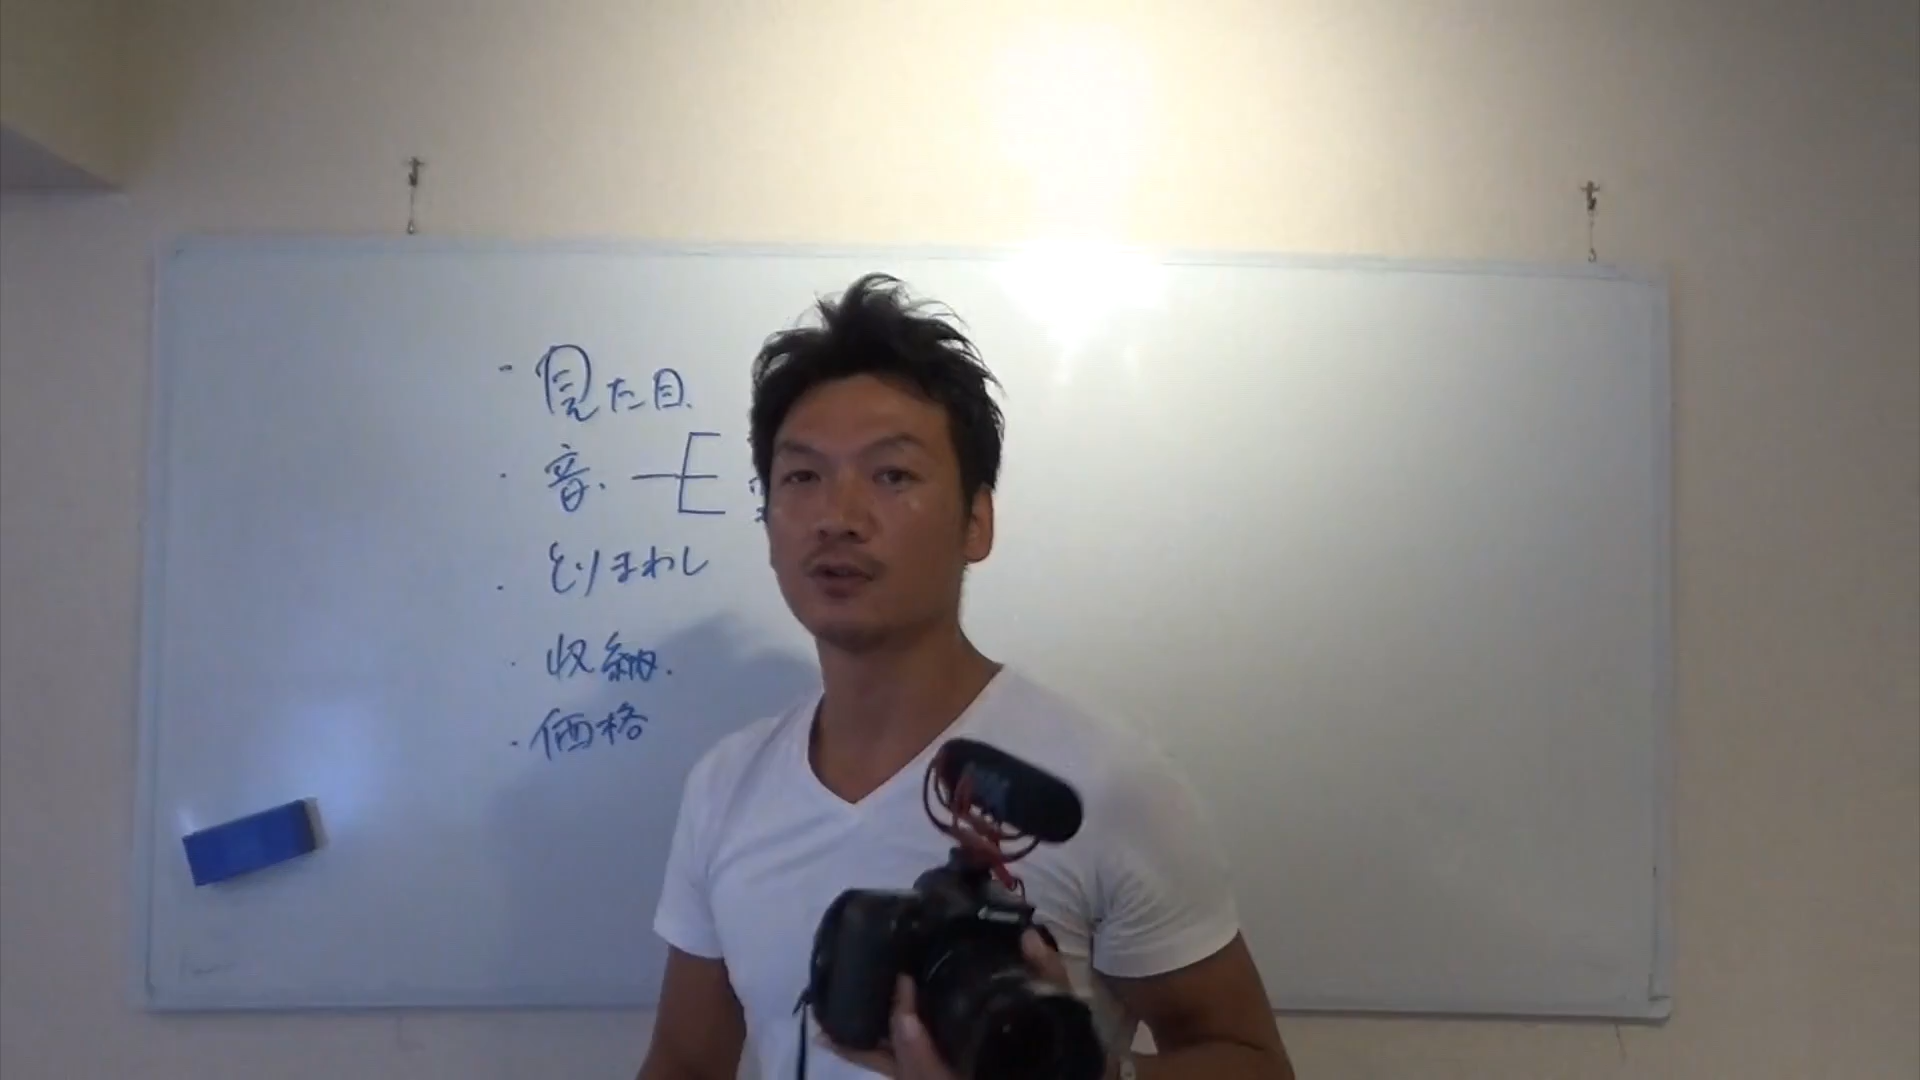 ・見た目
・音
・とりまわし
・収納
・価格